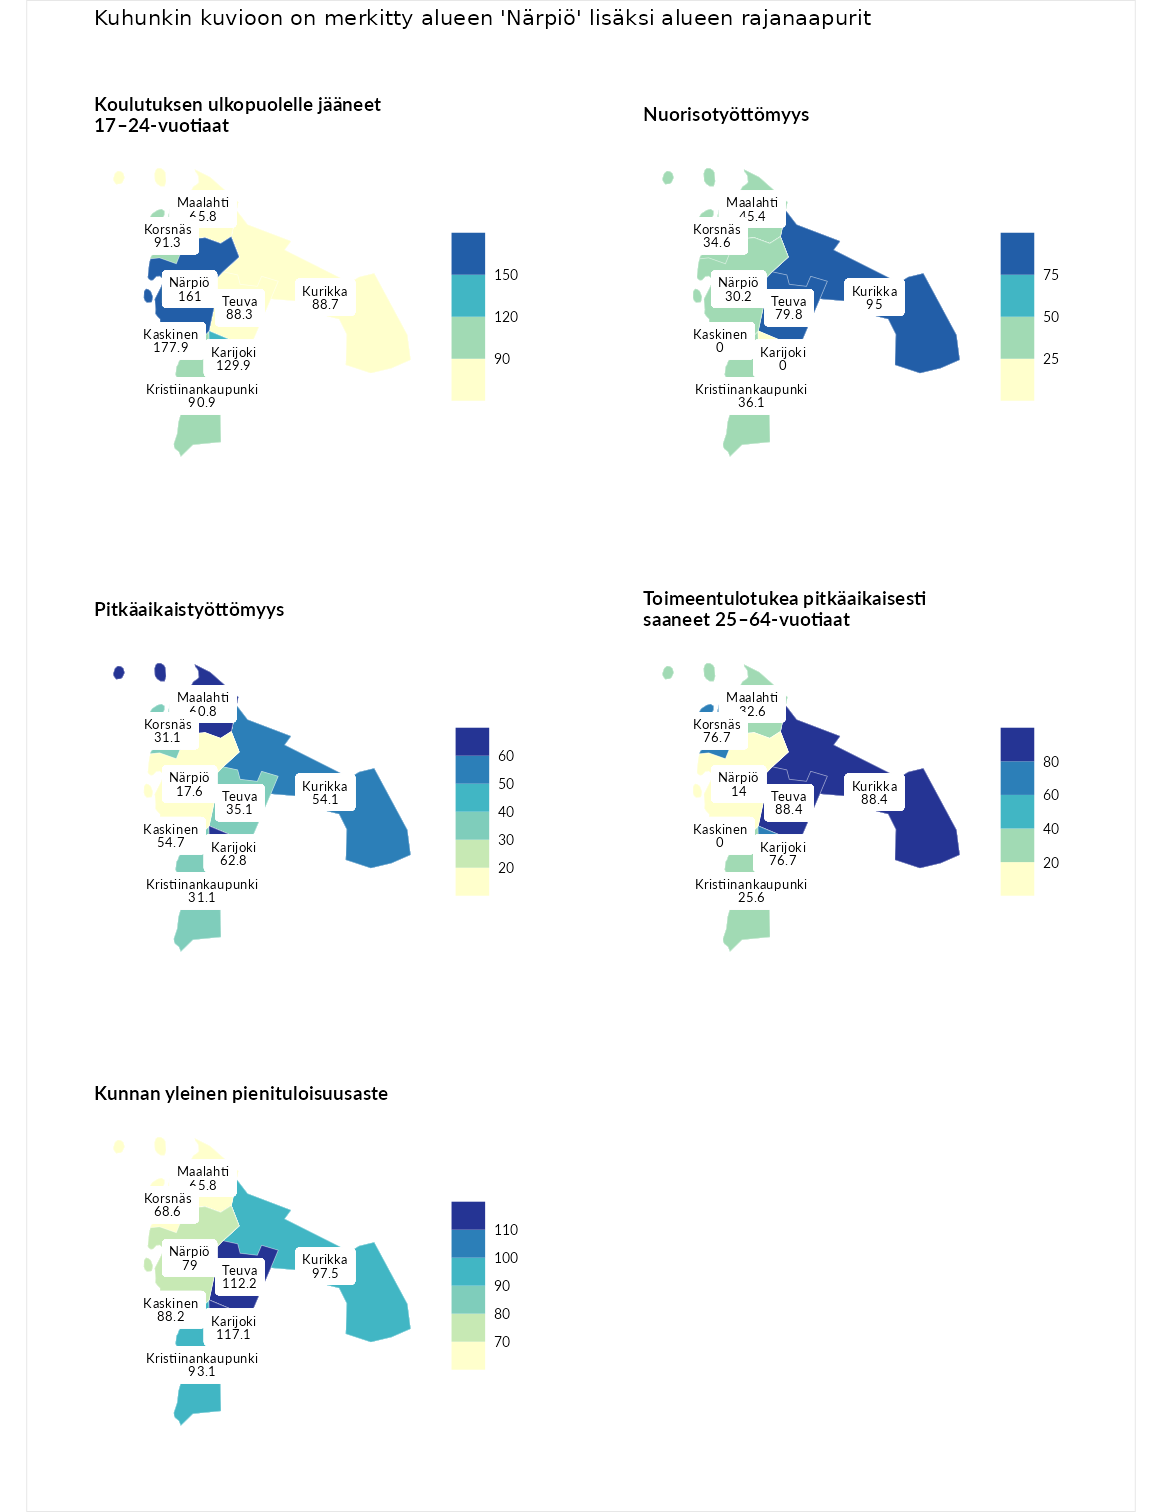 Kuhunkin kuvioon on merkitty alueen 'Närpiö' lisäksi alueen rajanaapurit
Koulutuksen ulkopuolelle jääneet
17–24-vuotiaat
Maalahti
65.8
Korsnäs
91.3
Närpiö
161
Teuva
88.3
Kurikka
88.7
Kaskinen
177.9
Karijoki
129.9
Kristiinankaupunki
90.9
150
120
90
Nuorisotyöttömyys
Maalahti
45.4
Korsnäs
34.6
Närpiö
30.2
Teuva
79.8
Kurikka
95
Kaskinen
0
Karijoki
0
Kristiinankaupunki
36.1
75
50
25
Pitkäaikaistyöttömyys
Maalahti
60.8
Korsnäs
31.1
Närpiö
17.6
Teuva
35.1
Kurikka
54.1
Kaskinen
54.7
Karijoki
62.8
Kristiinankaupunki
31.1
60
50
40
30
20
Toimeentulotukea pitkäaikaisesti
saaneet 25–64-vuotiaat
Maalahti
32.6
Korsnäs
76.7
Närpiö
14
Teuva
88.4
Kurikka
88.4
Kaskinen
0
Karijoki
76.7
Kristiinankaupunki
25.6
80
60
40
20
Kunnan yleinen pienituloisuusaste
Maalahti
65.8
Korsnäs
68.6
Närpiö
79
Teuva
112.2
Kurikka
97.5
Kaskinen
88.2
Karijoki
117.1
Kristiinankaupunki
93.1
110
100
90
80
70